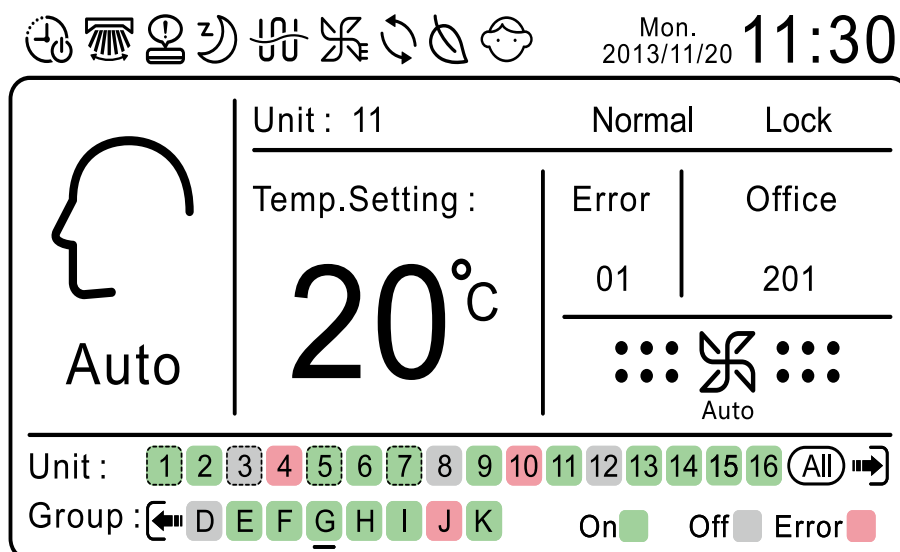 Mon.
2013/11/20 11:30
Unit : 11 Normal Lock
Temp.Setting : Error Office
20°C 01 201
Auto
Auto
Unit : 1 2 3 4 5 6 7 8 9 10 11 12 13 14 15 16 All
Group : D E F G H I J K On Off Error